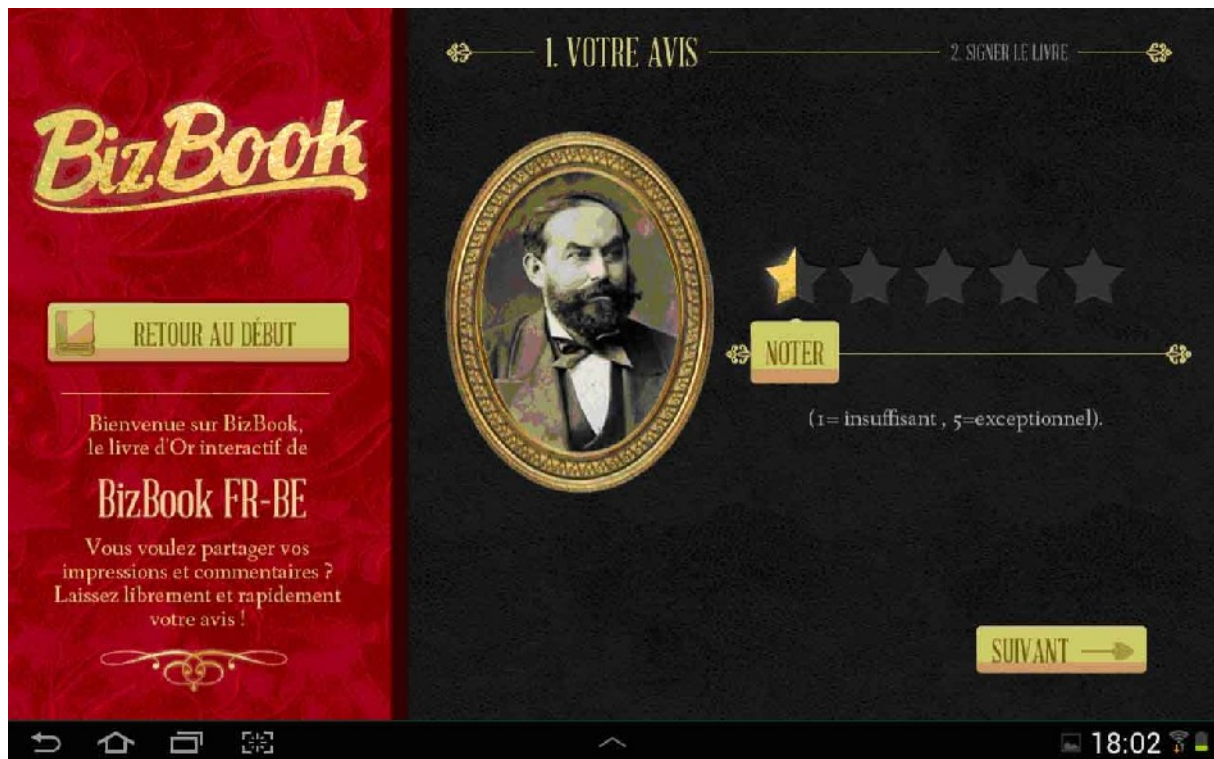 BizBook
RETOUR AU DÉBUT
Bienvenue sur BizBook,
le livre d'Or interactif de
BizBook FR-BE
Vous voulez partager vos
impressions et commentaires ?
Laissez librement et rapidement
votre avis !
1. VOTRE AVIS
2. SIGNER LE LIVRE
NOTER
(1= insuffisant , 5=exceptionnel).
SUIVANT
18:02